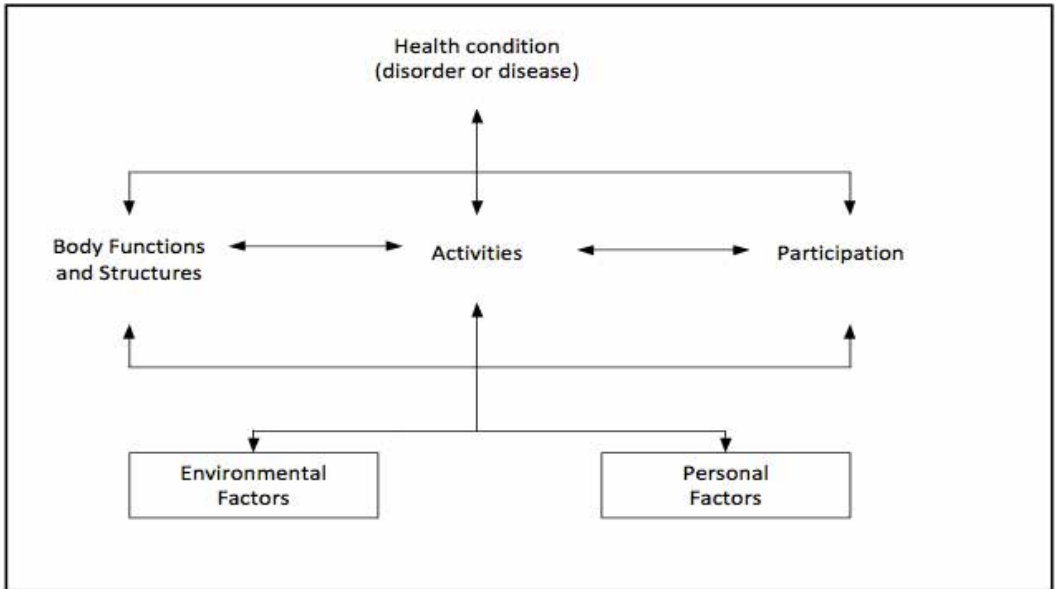 Health condition
(disorder or disease)
Body Functions
and Structures
Activities
Participation
Environmental
Factors
Personal
Factors